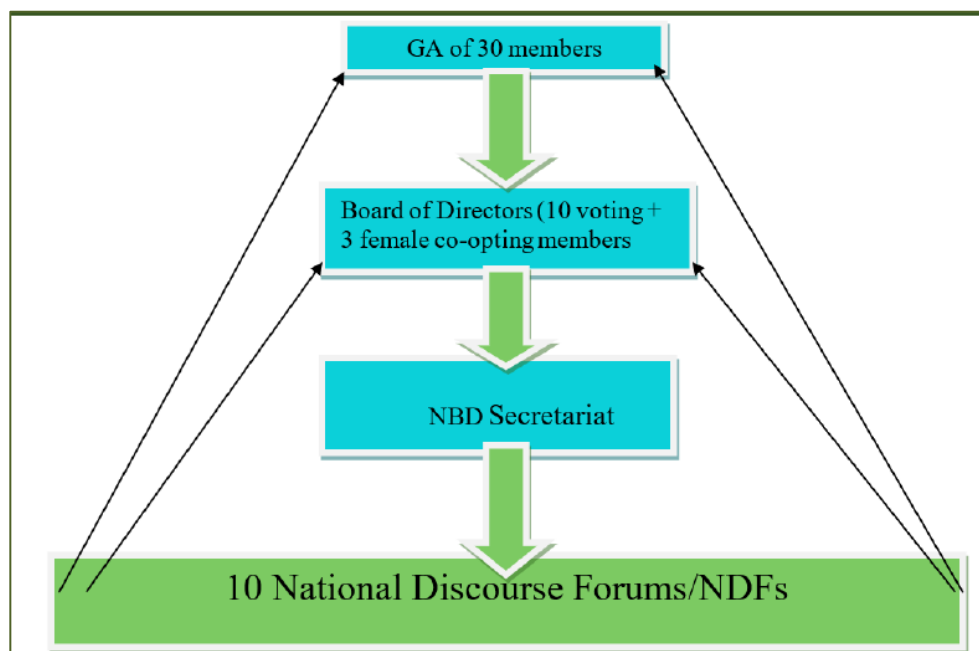 GA of 30 members
Board of Directors (10 voting +
3 female co-opting members
NBD Secretariat
10 National Discourse Forums/NDFs